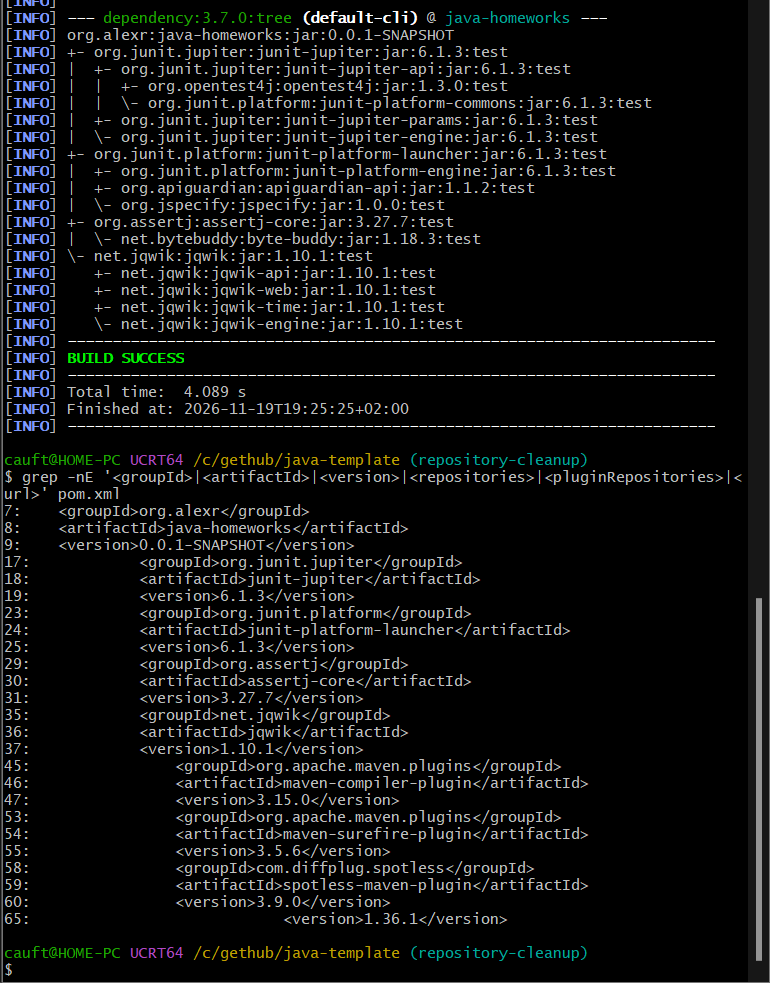 [INFO]
[INFO] --- dependency:3.7.0:tree (default-cli) @ java-homeworks ---
[INFO] org.alexr:java-homeworks:jar:0.0.1-SNAPSHOT
[INFO] +- org.junit.jupiter:junit-jupiter:jar:6.1.3:test
[INFO] |  +- org.junit.jupiter:junit-jupiter-api:jar:6.1.3:test
[INFO] |  |  +- org.opentest4j:opentest4j:jar:1.3.0:test
[INFO] |  |  \- org.junit.platform:junit-platform-commons:jar:6.1.3:test
[INFO] |  +- org.junit.jupiter:junit-jupiter-params:jar:6.1.3:test
[INFO] |  \- org.junit.jupiter:junit-jupiter-engine:jar:6.1.3:test
[INFO] +- org.junit.platform:junit-platform-launcher:jar:6.1.3:test
[INFO] |  +- org.junit.platform:junit-platform-engine:jar:6.1.3:test
[INFO] |  +- org.apiguardian:apiguardian-api:jar:1.1.2:test
[INFO] |  \- org.jspecify:jspecify:jar:1.0.0:test
[INFO] +- org.assertj:assertj-core:jar:3.27.7:test
[INFO] |  \- net.bytebuddy:byte-buddy:jar:1.18.3:test
[INFO] \- net.jqwik:jqwik:jar:1.10.1:test
[INFO]    +- net.jqwik:jqwik-api:jar:1.10.1:test
[INFO]    +- net.jqwik:jqwik-web:jar:1.10.1:test
[INFO]    +- net.jqwik:jqwik-time:jar:1.10.1:test
[INFO]    \- net.jqwik:jqwik-engine:jar:1.10.1:test
[INFO] ------------------------------------------------------------------------
[INFO] BUILD SUCCESS
[INFO] ------------------------------------------------------------------------
[INFO] Total time:  4.089 s
[INFO] Finished at: 2026-11-19T19:25:25+02:00
[INFO] ------------------------------------------------------------------------
cauft@HOME-PC UCRT64 /c/gethub/java-template (repository-cleanup)
$ grep -nE '<groupId>|<artifactId>|<version>|<repositories>|<pluginRepositories>|<
url>' pom.xml
7:    <groupId>org.alexr</groupId>
8:    <artifactId>java-homeworks</artifactId>
9:    <version>0.0.1-SNAPSHOT</version>
17:            <groupId>org.junit.jupiter</groupId>
18:            <artifactId>junit-jupiter</artifactId>
19:            <version>6.1.3</version>
23:            <groupId>org.junit.platform</groupId>
24:            <artifactId>junit-platform-launcher</artifactId>
25:            <version>6.1.3</version>
29:            <groupId>org.assertj</groupId>
30:            <artifactId>assertj-core</artifactId>
31:            <version>3.27.7</version>
35:            <groupId>net.jqwik</groupId>
36:            <artifactId>jqwik</artifactId>
37:            <version>1.10.1</version>
45:                <groupId>org.apache.maven.plugins</groupId>
46:                <artifactId>maven-compiler-plugin</artifactId>
47:                <version>3.15.0</version>
53:                <groupId>org.apache.maven.plugins</groupId>
54:                <artifactId>maven-surefire-plugin</artifactId>
55:                <version>3.5.6</version>
58:                <groupId>com.diffplug.spotless</groupId>
59:                <artifactId>spotless-maven-plugin</artifactId>
60:                <version>3.9.0</version>
65:                            <version>1.36.1</version>
cauft@HOME-PC UCRT64 /c/gethub/java-template (repository-cleanup)
$